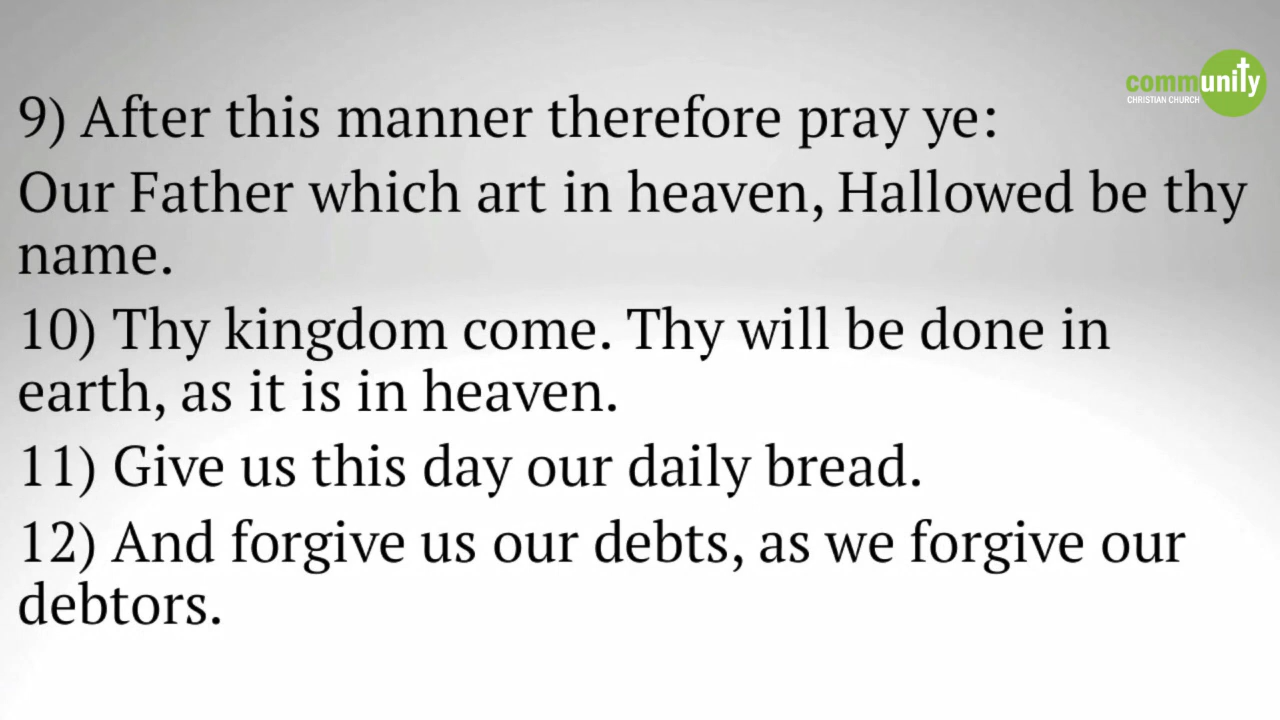 community
CHRISTIAN CHURCH
9) After this manner therefore pray ye:
Our Father which art in heaven, Hallowed be thy
name.
10) Thy kingdom come. Thy will be done in
earth, as it is in heaven.
11) Give us this day our daily bread.
12) And forgive us our debts, as we forgive our
debtors.